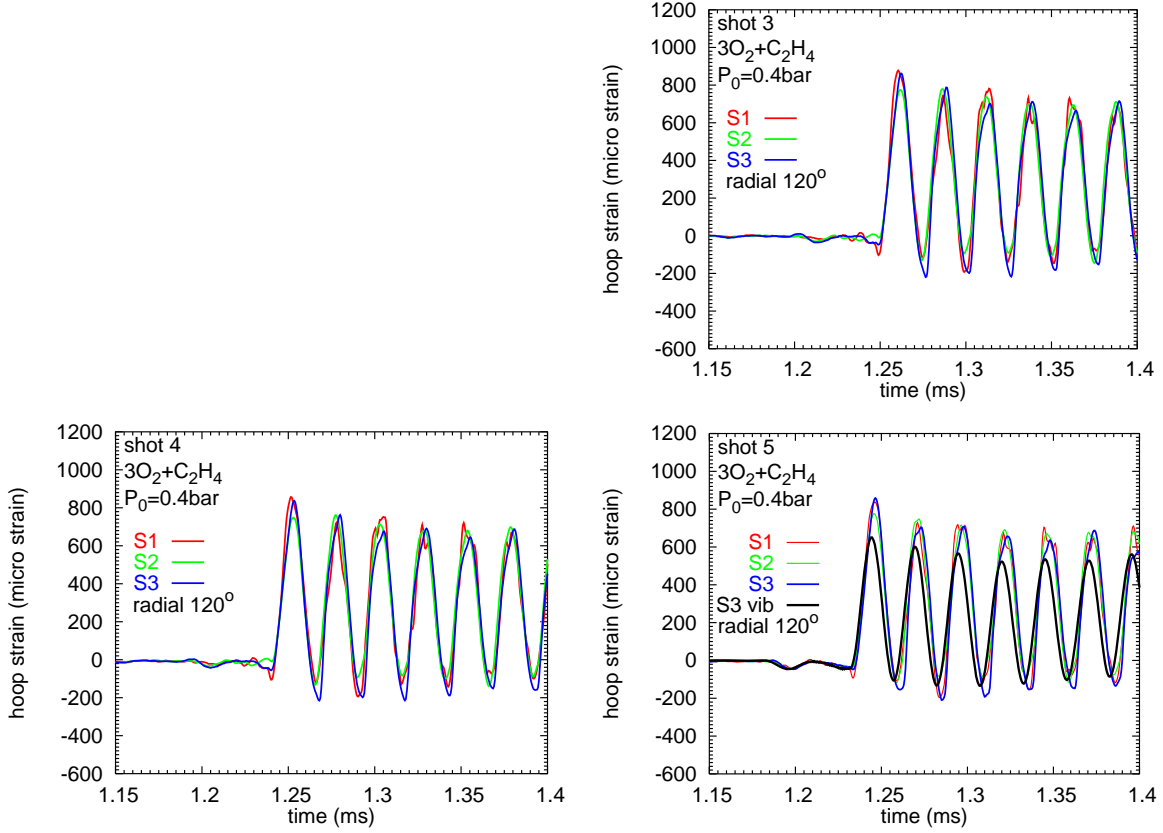 1200
1000
800
600
400
200
0
-200
-400
-600
hoop strain (micro strain)
shot 3
3O2+C2H4
P0=0.4bar
S1
S2
S3
radial 120o
1.15 1.2 1.25 1.3 1.35 1.4
time (ms)
1200
1000
800
600
400
200
0
-200
-400
-600
hoop strain (micro strain)
shot 4
3O2+C2H4
P0=0.4bar
S1
S2
S3
radial 120o
1.15 1.2 1.25 1.3 1.35 1.4
time (ms)
1200
1000
800
600
400
200
0
-200
-400
-600
hoop strain (micro strain)
shot 5
3O2+C2H4
P0=0.4bar
S1
S2
S3
S3 vib
radial 120o
1.15 1.2 1.25 1.3 1.35 1.4
time (ms)